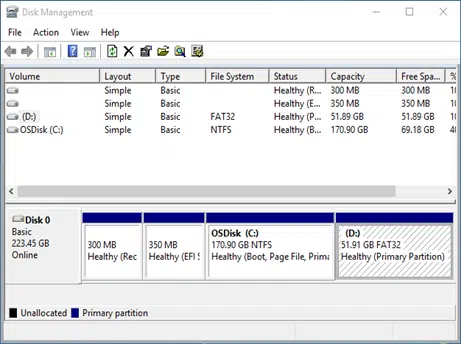 Disk Management
File Action View Help
Volume Layout Type File System Status Capacity Free Spa... %
Simple Basic Healthy (R... 300 MB 300 MB 10
Simple Basic Healthy (E... 350 MB 350 MB 10
(D:) Simple Basic FAT32 Healthy (P... 51.89 GB 51.89 GB 10
OSDisk (C:) Simple Basic NTFS Healthy (B... 170.90 GB 69.18 GB 40
Disk 0
Basic
223.45 GB
Online
300 MB
Healthy (Rec
350 MB
Healthy (EFI S
OSDisk (C:)
170.90 GB NTFS
Healthy (Boot, Page File, Prima
(D:)
51.91 GB FAT32
Healthy (Primary Partition)
Unallocated Primary partition